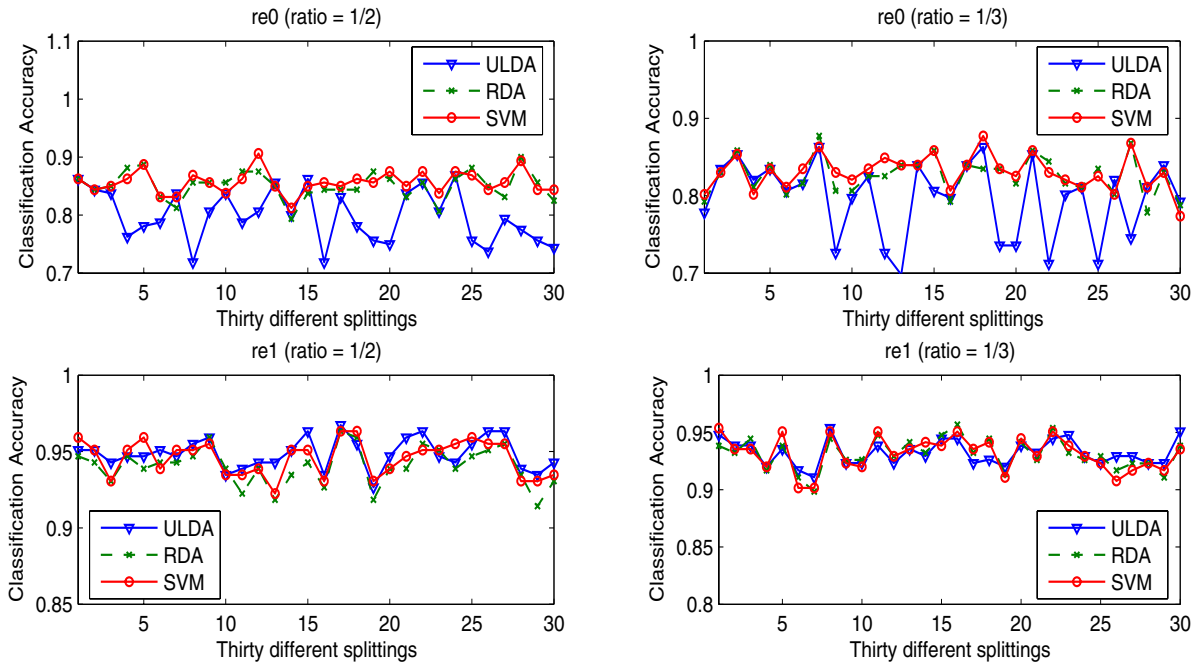 re0 (ratio = 1/2)
Classification Accuracy
1.1
1
0.9
0.8
0.7
ULDA
RDA
SVM
5 10 15 20 25 30
Thirty different splittings
re0 (ratio = 1/3)
Classification Accuracy
1
0.9
0.8
0.7
ULDA
RDA
SVM
5 10 15 20 25 30
Thirty different splittings
re1 (ratio = 1/2)
Classification Accuracy
1
0.95
0.9
0.85
ULDA
RDA
SVM
5 10 15 20 25 30
Thirty different splittings
re1 (ratio = 1/3)
Classification Accuracy
1
0.95
0.9
0.85
0.8
ULDA
RDA
SVM
5 10 15 20 25 30
Thirty different splittings